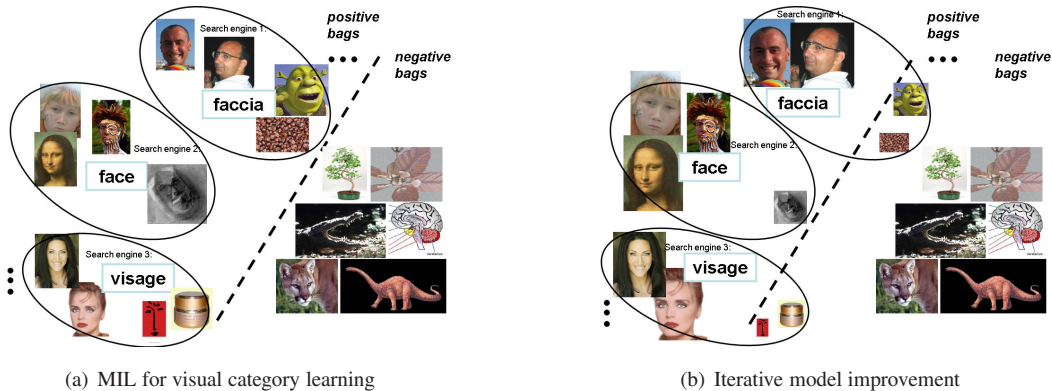 Search engine 1:
positive
bags
negative
bags
faccia
Search engine 2:
face
Search engine 3:
visage
(a) MIL for visual category learning
Search engine 1:
positive
bags
negative
bags
faccia
Search engine 2:
face
Search engine 3:
visage
(b) Iterative model improvement